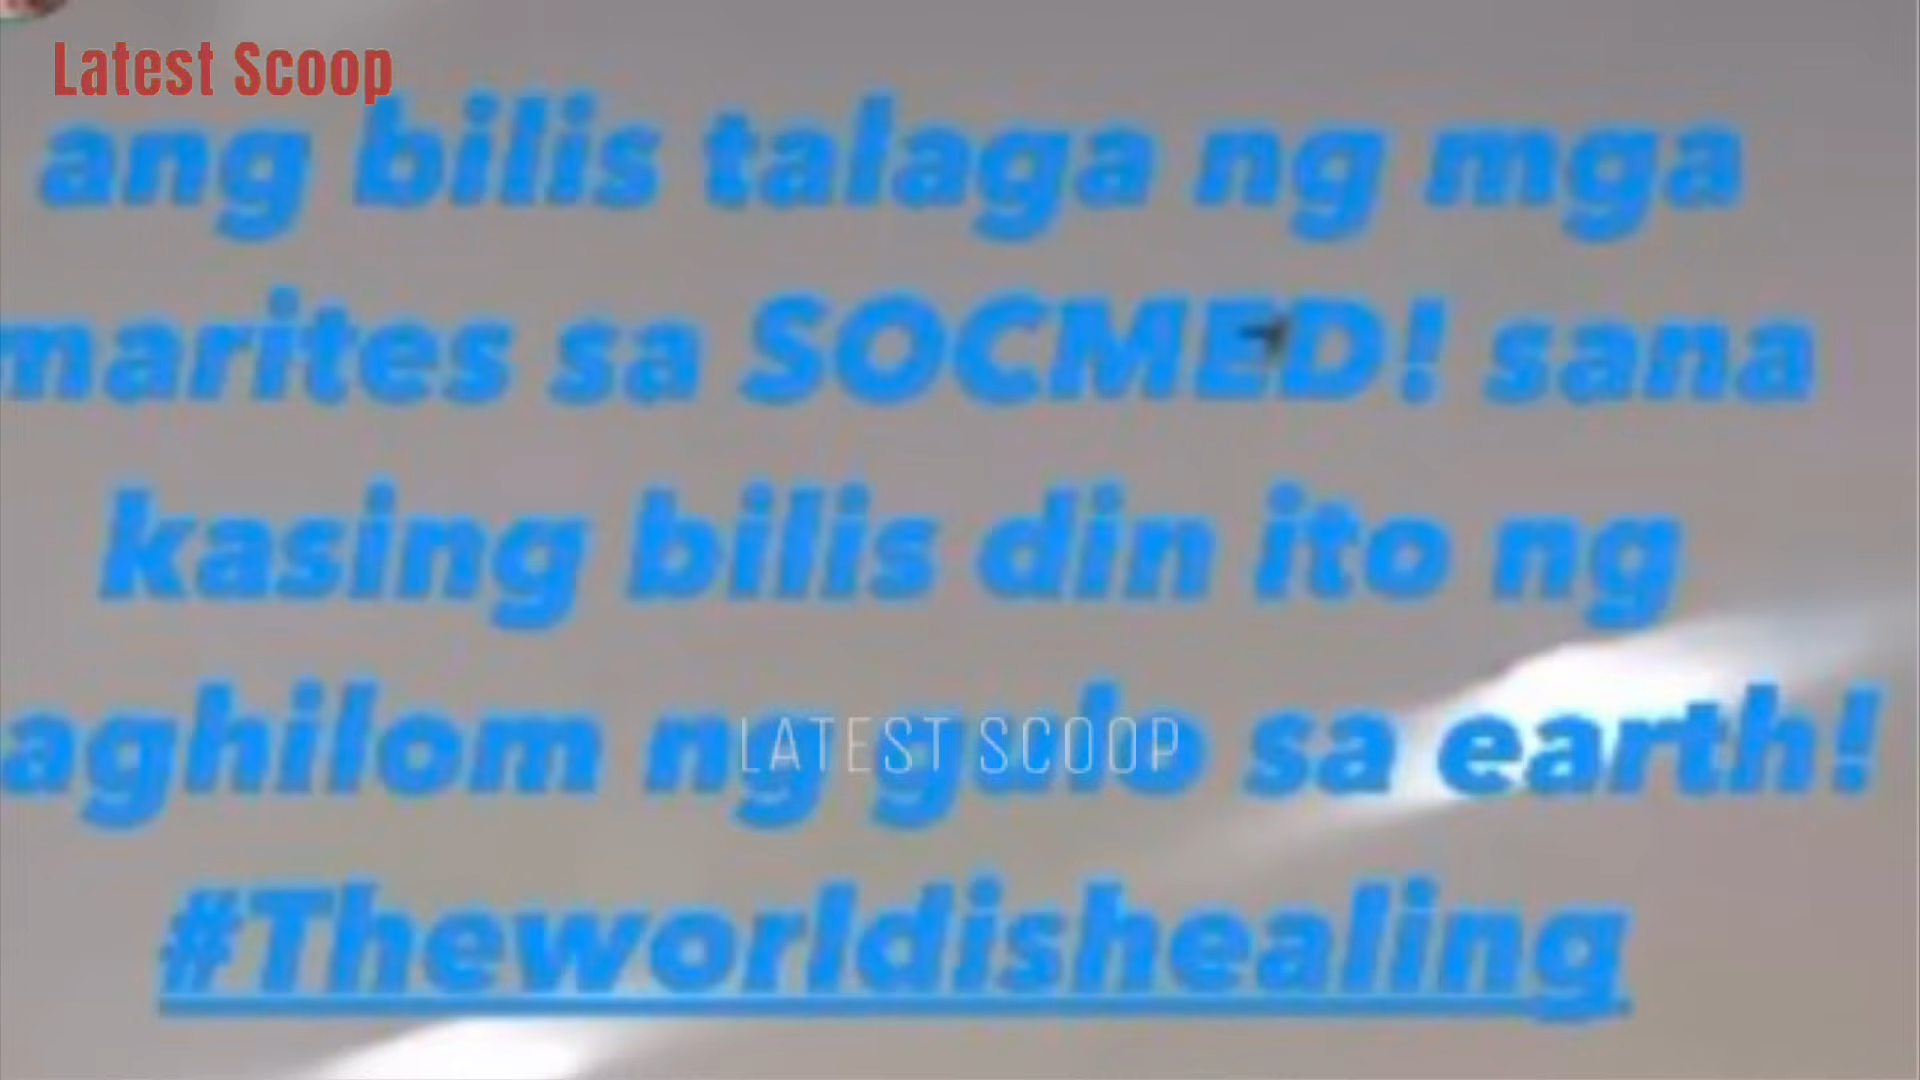 Latest Scoop
ang bilis talaga ng mga
marites sa SOCMED! sana
kasing bilis din ito ng
aghilom ng gulo sa earth!
LATEST SCOOP
#Theworldishealing